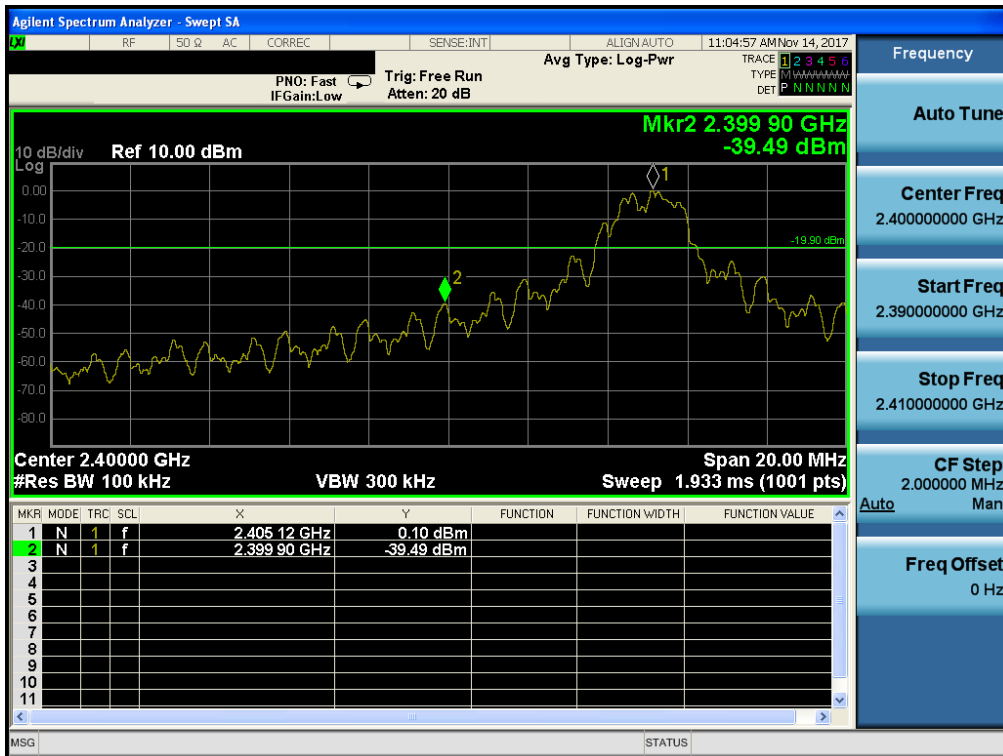 Agilent Spectrum Analyzer - Swept SA
LXI RF 50 Ω AC CORREC SENSE:INT ALIGN AUTO 11:04:57 AM Nov 14, 2017
PNO: Fast
IFGain:Low
Trig: Free Run
Atten: 20 dB
Avg Type: Log-Pwr
TRACE 1 2 3 4 5 6
TYPE M W W W W W
DET P N N N N N
Mkr2 2.399 90 GHz
-39.49 dBm
10 dB/div Ref 10.00 dBm
Log
0.00
-10.0
-20.0
-30.0
-40.0
-50.0
-60.0
-70.0
-80.0
1
-19.90 dBm
2
Center 2.40000 GHz Span 20.00 MHz
#Res BW 100 kHz VBW 300 kHz Sweep 1.933 ms (1001 pts)
MKR MODE TRC SCL X Y FUNCTION FUNCTION WIDTH FUNCTION VALUE
1 N 1 f 2.405 12 GHz 0.10 dBm
2 N 1 f 2.399 90 GHz -39.49 dBm
3
4
5
6
7
8
9
10
11
MSG STATUS
Frequency
Auto Tune
Center Freq
2.400000000 GHz
Start Freq
2.390000000 GHz
Stop Freq
2.410000000 GHz
CF Step
2.000000 MHz
Auto Man
Freq Offset
0 Hz